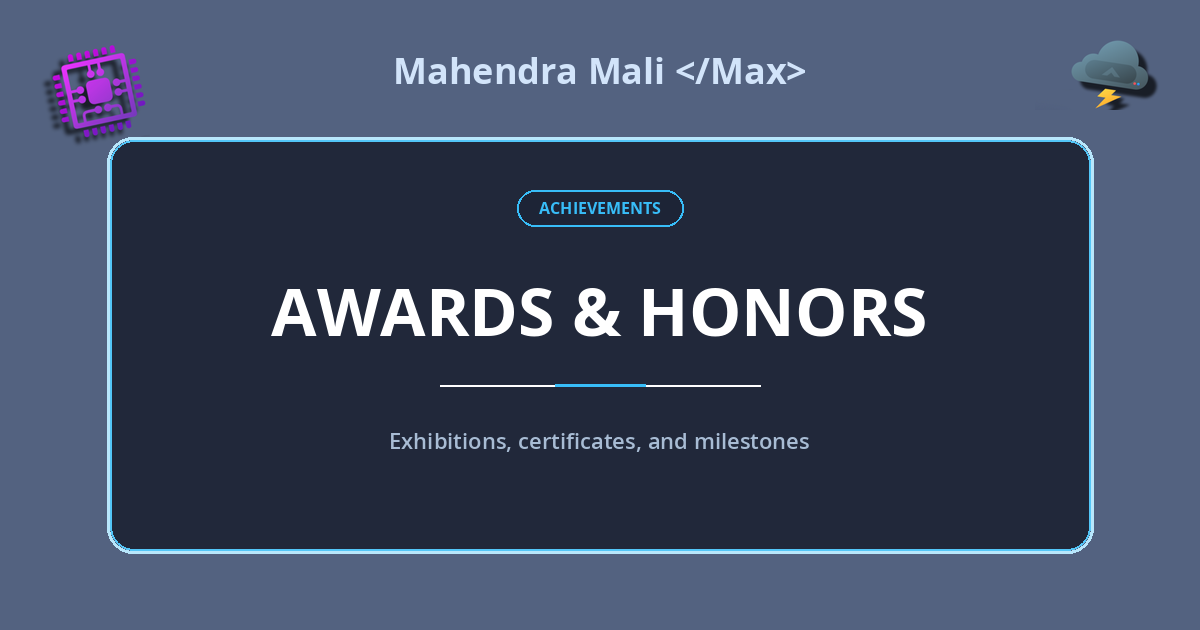 Mahendra Mali </Max>
ACHIEVEMENTS
AWARDS & HONORS
Exhibitions, certificates, and milestones